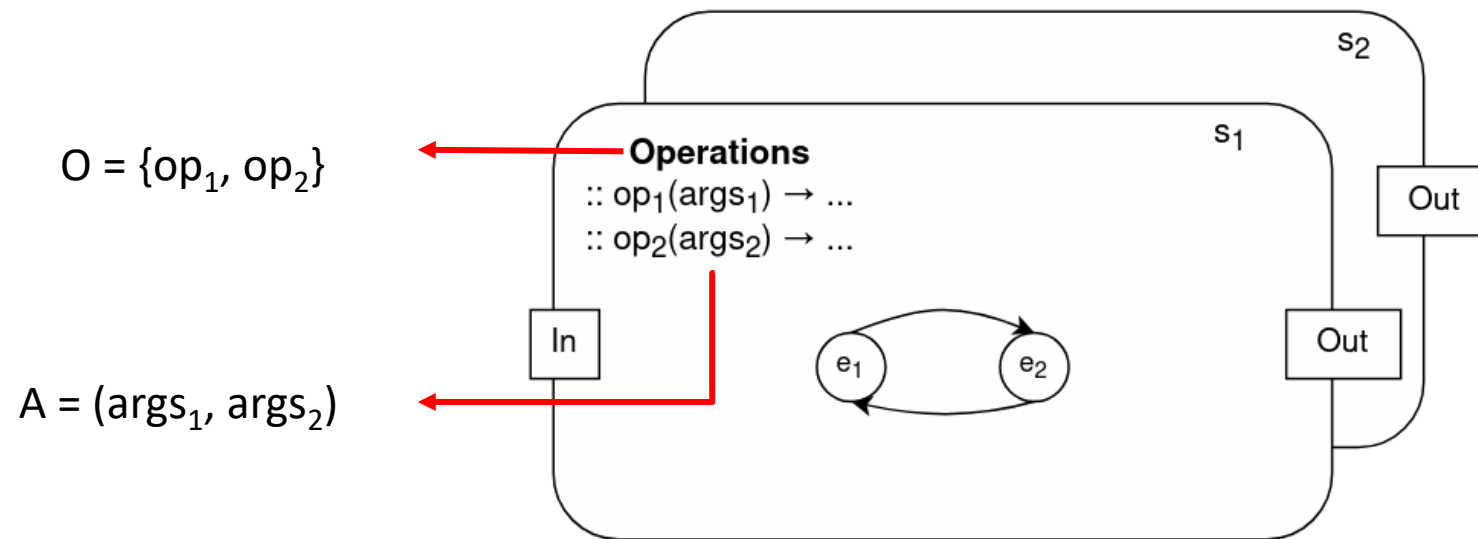 s₂
s₁
O = {op₁, op₂}
Operations
:: op₁(args₁) → ...
:: op₂(args₂) → ...
Out
In
e₁
e₂
Out
A = (args₁, args₂)